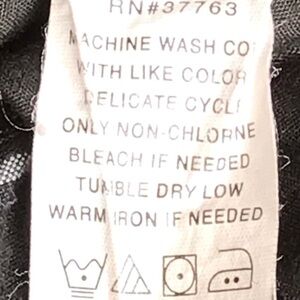 RN#37763
MACHINE WASH CO
WITH LIKE COLOR
DELICATE CYCL
ONLY NON-CHLORNE
BLEACH IF NEEDED
TUMBLE DRY LOW
WARM IRON IF NEEDED